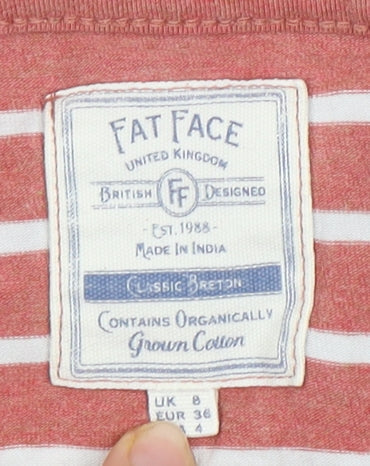 FAT FACE
UNITED KINGDOM
BRITISH FF DESIGNED
- EST. 1988 -
MADE IN INDIA
CLASSIC BRETON
CONTAINS ORGANICALLY
Grown Cotton
UK 8
EUR 36
4